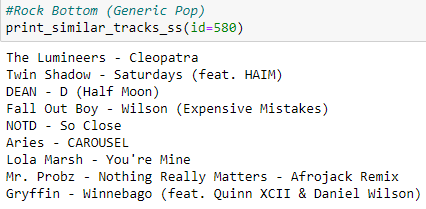 #Rock Bottom (Generic Pop)
print_similar_tracks_ss(id=580)
The Lumineers - Cleopatra
Twin Shadow - Saturdays (feat. HAIM)
DEAN - D (Half Moon)
Fall Out Boy - Wilson (Expensive Mistakes)
NOTD - So Close
Aries - CAROUSEL
Lola Marsh - You're Mine
Mr. Probz - Nothing Really Matters - Afrojack Remix
Gryffin - Winnebago (feat. Quinn XCII & Daniel Wilson)